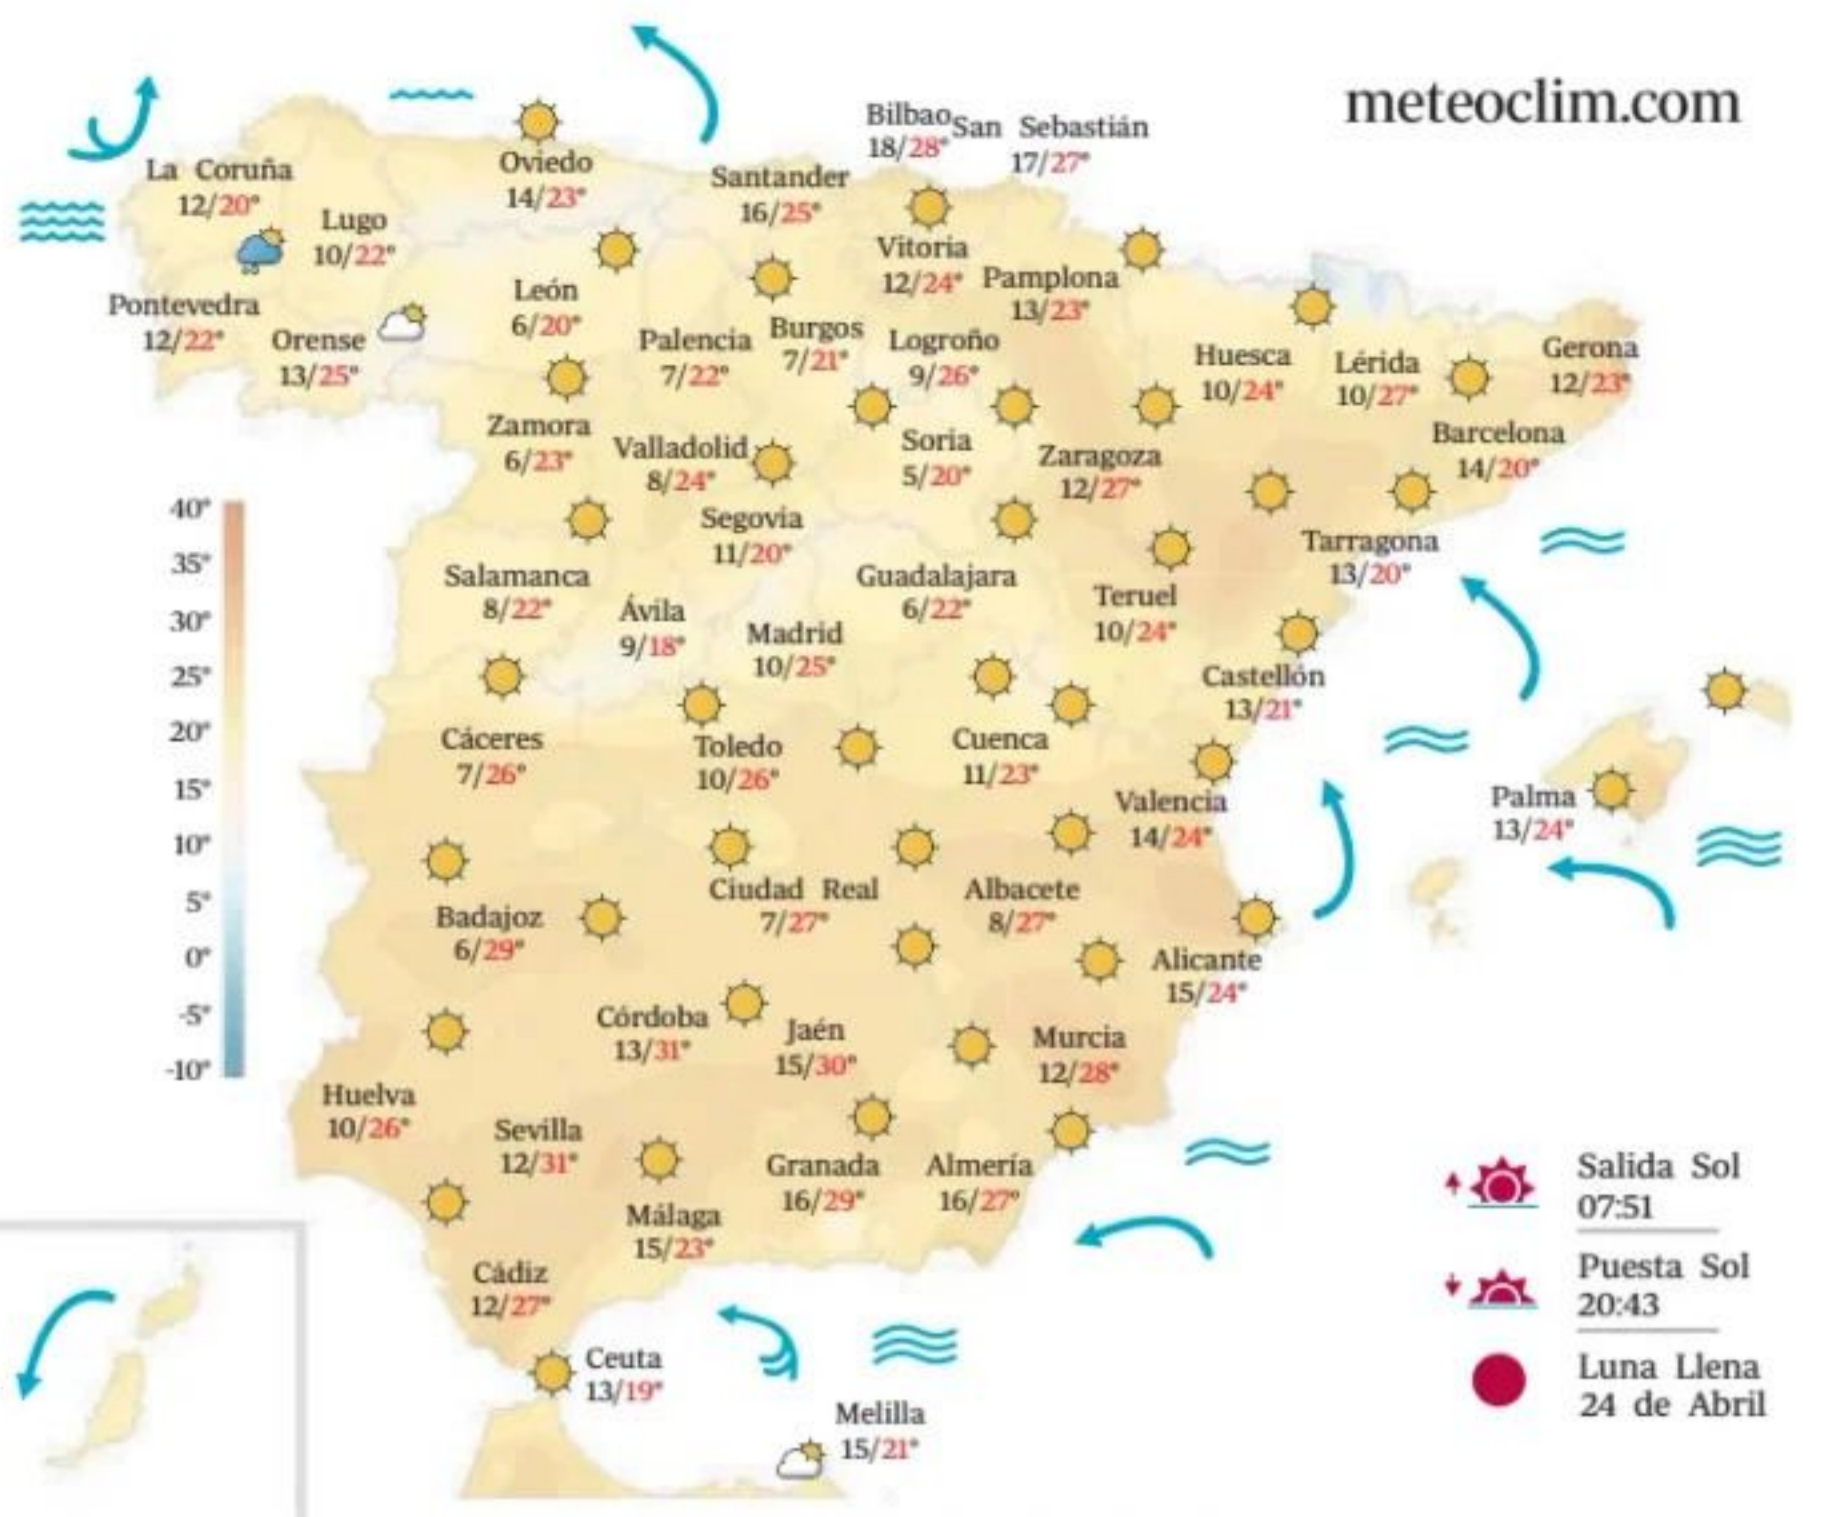 meteoclim.com
Bilbao
18/28°
San Sebastián
17/27°
La Coruña
12/20°
Oviedo
14/23°
Santander
16/25°
Lugo
10/22°
Vitoria
12/24°
Pamplona
13/23°
León
6/20°
Pontevedra
12/22°
Orense
13/25°
Palencia
7/22°
Burgos
7/21°
Logroño
9/26°
Huesca
10/24°
Lérida
10/27°
Gerona
12/23°
Zamora
6/23°
Valladolid
8/24°
Soria
5/20°
Zaragoza
12/27°
Barcelona
14/20°
Segovia
11/20°
Tarragona
13/20°
Salamanca
8/22°
Ávila
9/18°
Madrid
10/25°
Guadalajara
6/22°
Teruel
10/24°
Castellón
13/21°
Cáceres
7/26°
Toledo
10/26°
Cuenca
11/23°
Valencia
14/24°
Palma
13/24°
Badajoz
6/29°
Ciudad Real
7/27°
Albacete
8/27°
Alicante
15/24°
Córdoba
13/31°
Jaén
15/30°
Murcia
12/28°
Huelva
10/26°
Sevilla
12/31°
Granada
16/29°
Almería
16/27°
Málaga
15/23°
Cádiz
12/27°
Ceuta
13/19°
Melilla
15/21°
40°
35°
30°
25°
20°
15°
10°
5°
0°
-5°
-10°
Salida Sol
07:51
Puesta Sol
20:43
Luna Llena
24 de Abril